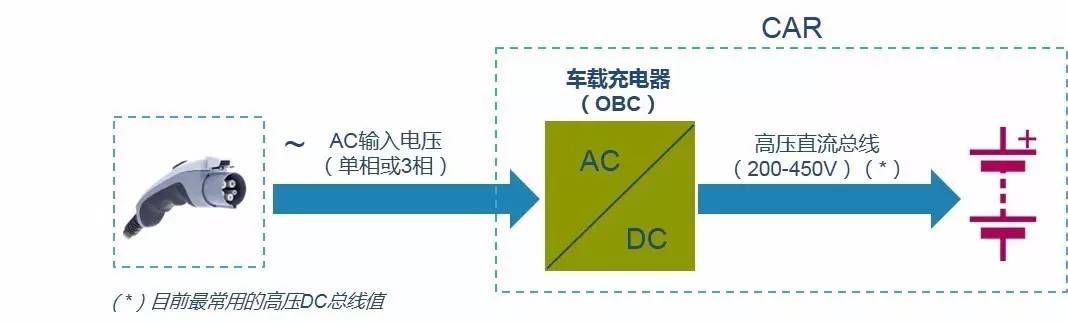 CAR
车载充电器
（OBC）
~
AC输入电压
（单相或3相）
AC
DC
高压直流总线
（200-450V）（*）
+
（*）目前最常用的高压DC总线值